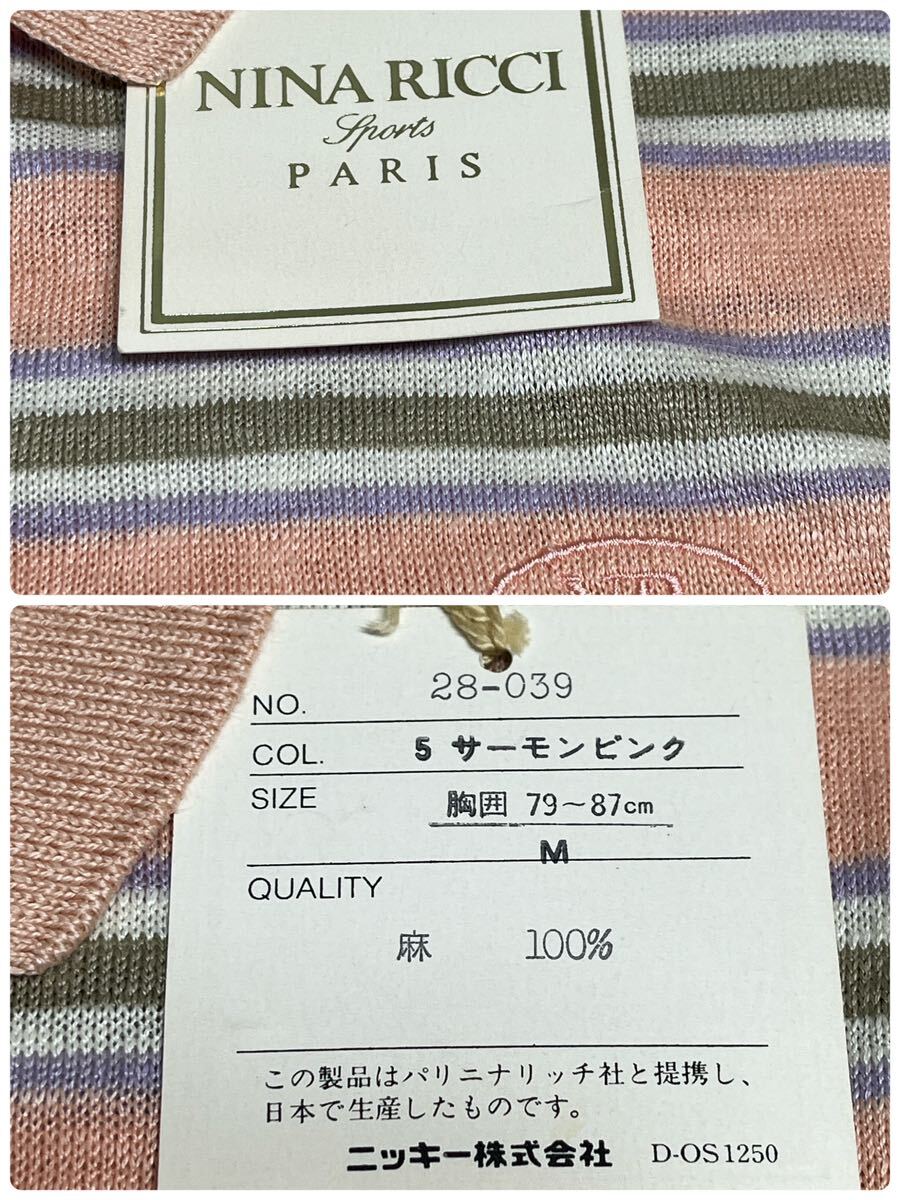 NINA RICCI
Sports
PARIS
NO. 28-039
COL. 5 サーモンピンク
SIZE 胸囲 79～87cm
M
QUALITY
麻 100%
この製品はパリニナリッチ社と提携し、
日本で生産したものです。
ニッキー株式会社 D-OS1250